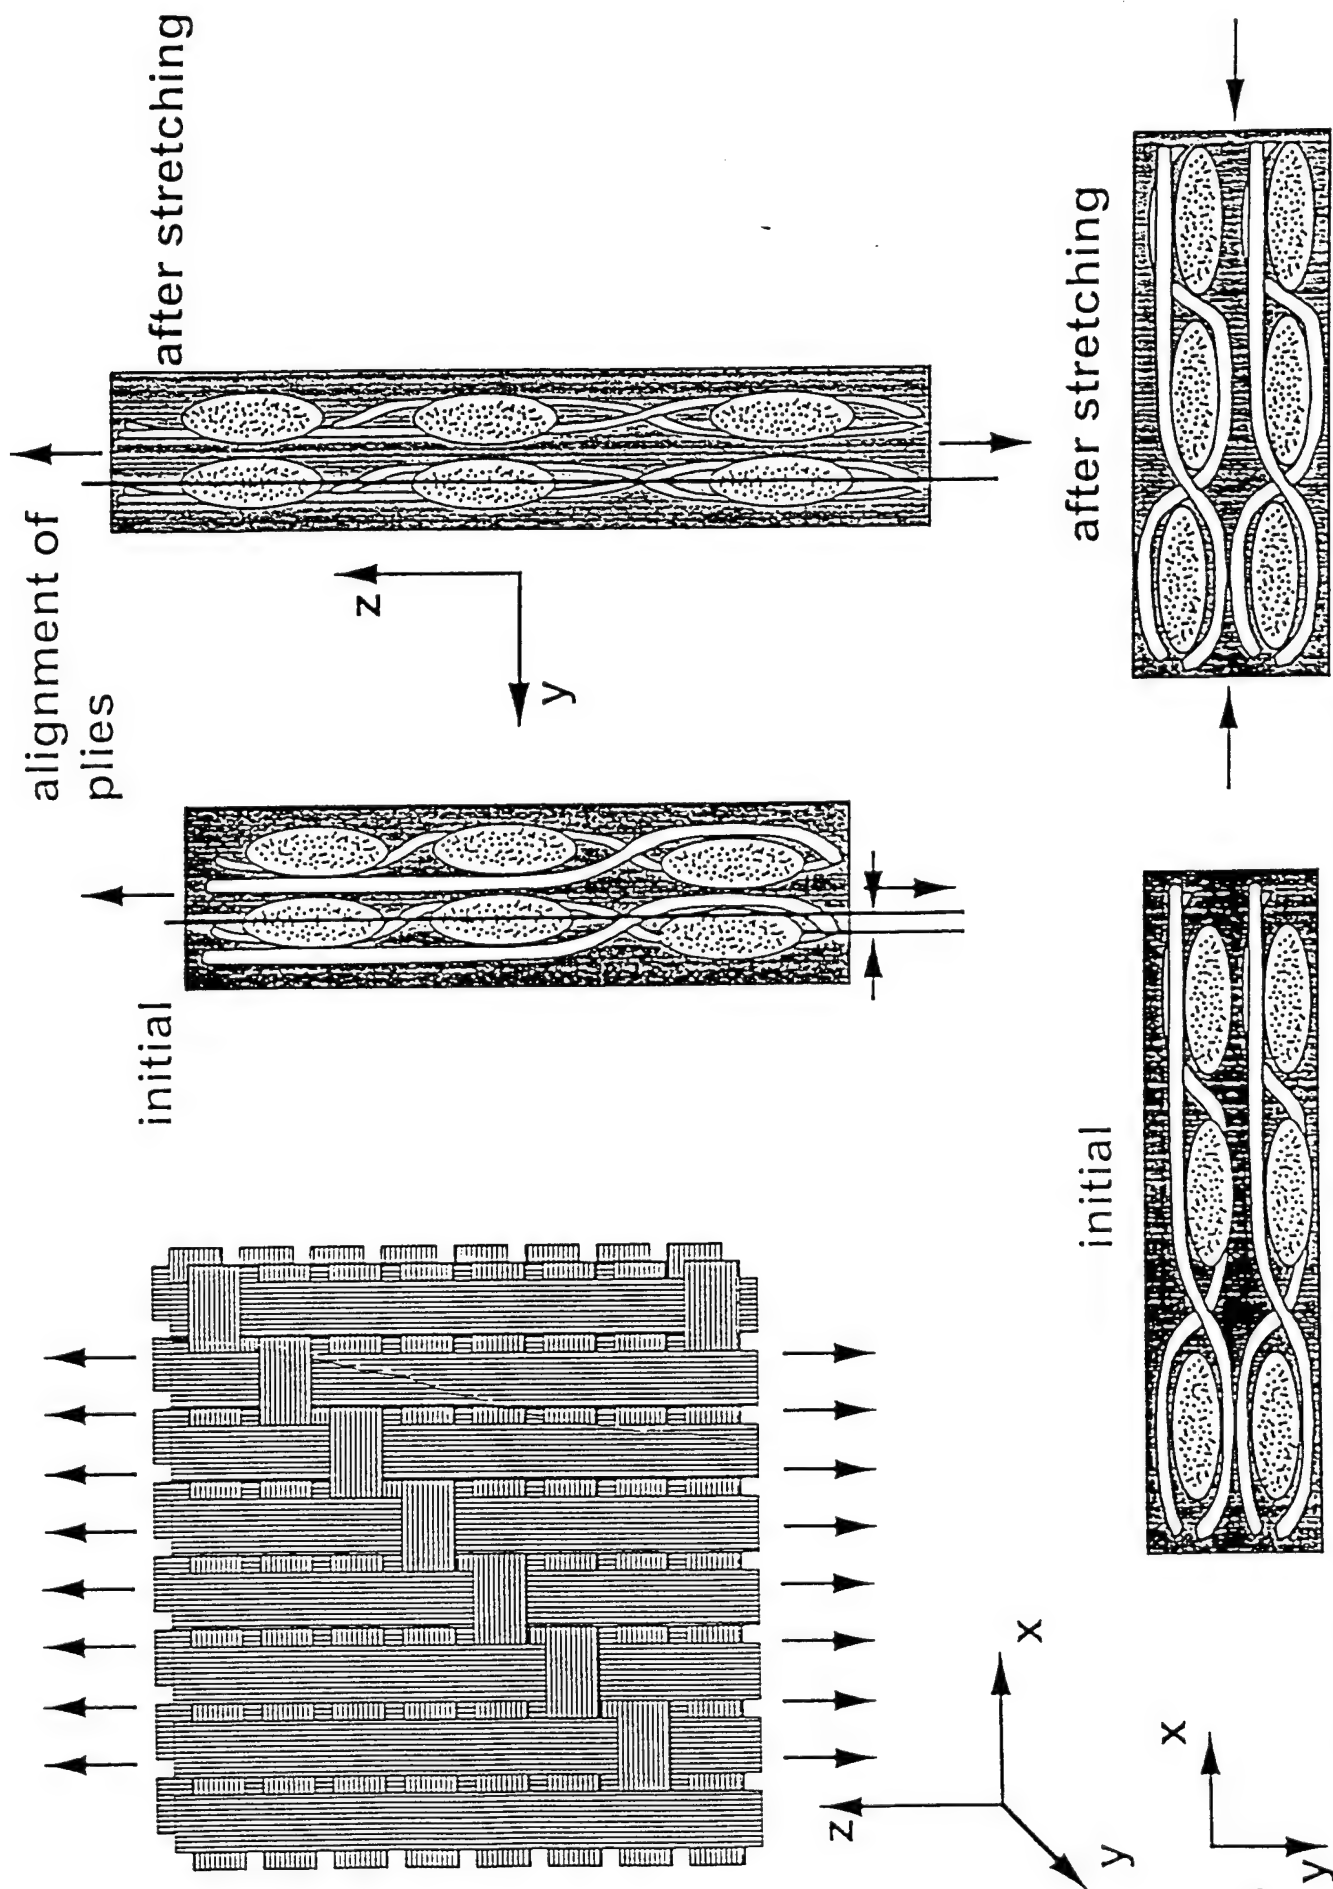 alignment of
plies
initial
after stretching
z
y
z
x
y
initial
after stretching
x
y